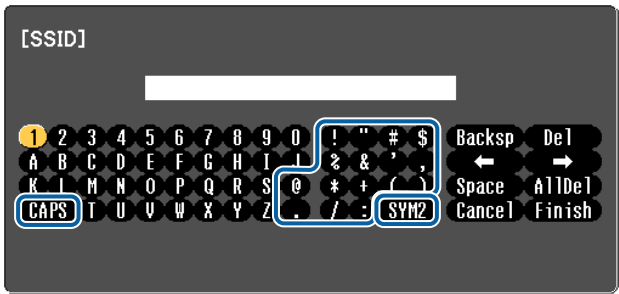 [SSID]
1 2 3 4 5 6 7 8 9 0 ! " # $ Backsp Del
A B C D E F G H I J % & ' , ← →
K L M N O P Q R S @ * + ( ) Space AllDel
CAPS T U V W X Y Z . / : SYM2 Cancel Finish